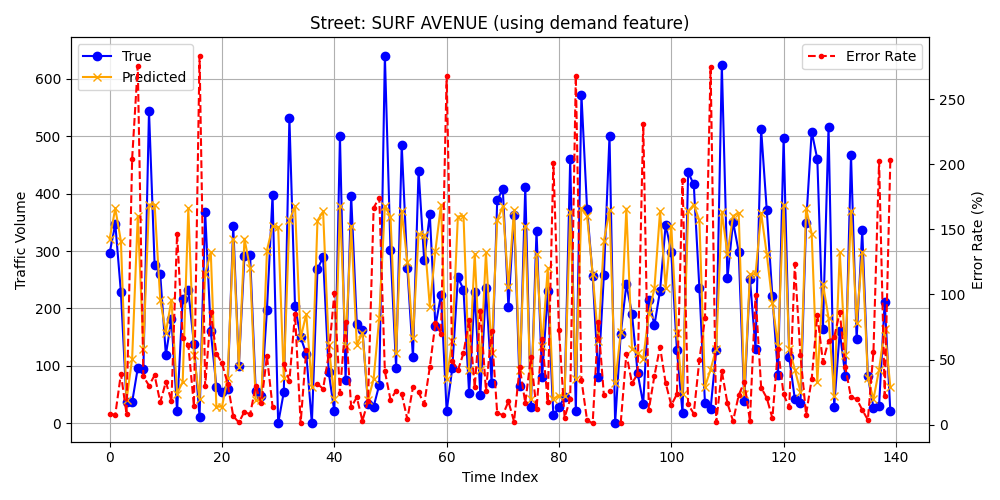 Street: SURF AVENUE (using demand feature)
True
Predicted
Error Rate
Traffic Volume
600
500
400
300
200
100
0
250
200
150
100
50
0
Error Rate (%)
0 20 40 60 80 100 120 140
Time Index